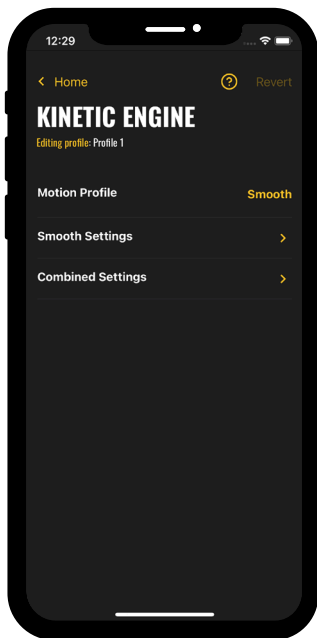 12:29
Home
Revert
KINETIC ENGINE
Editing profile: Profile 1
Motion Profile Smooth
Smooth Settings
Combined Settings